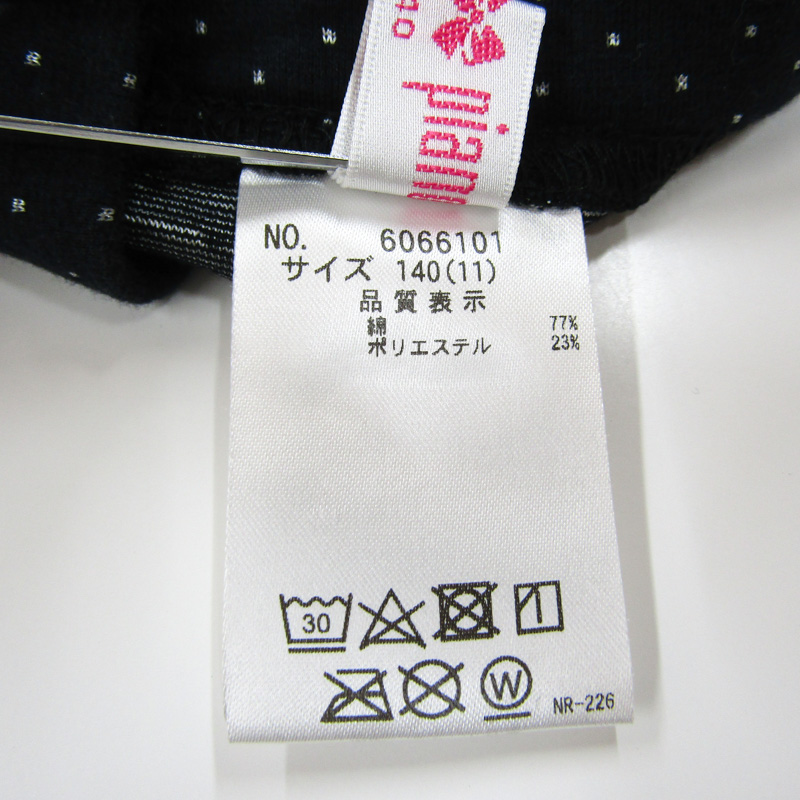 NO. 6066101
サイズ 140(11)
品質表示
綿 77%
ポリエステル 23%
30
W
NR-226